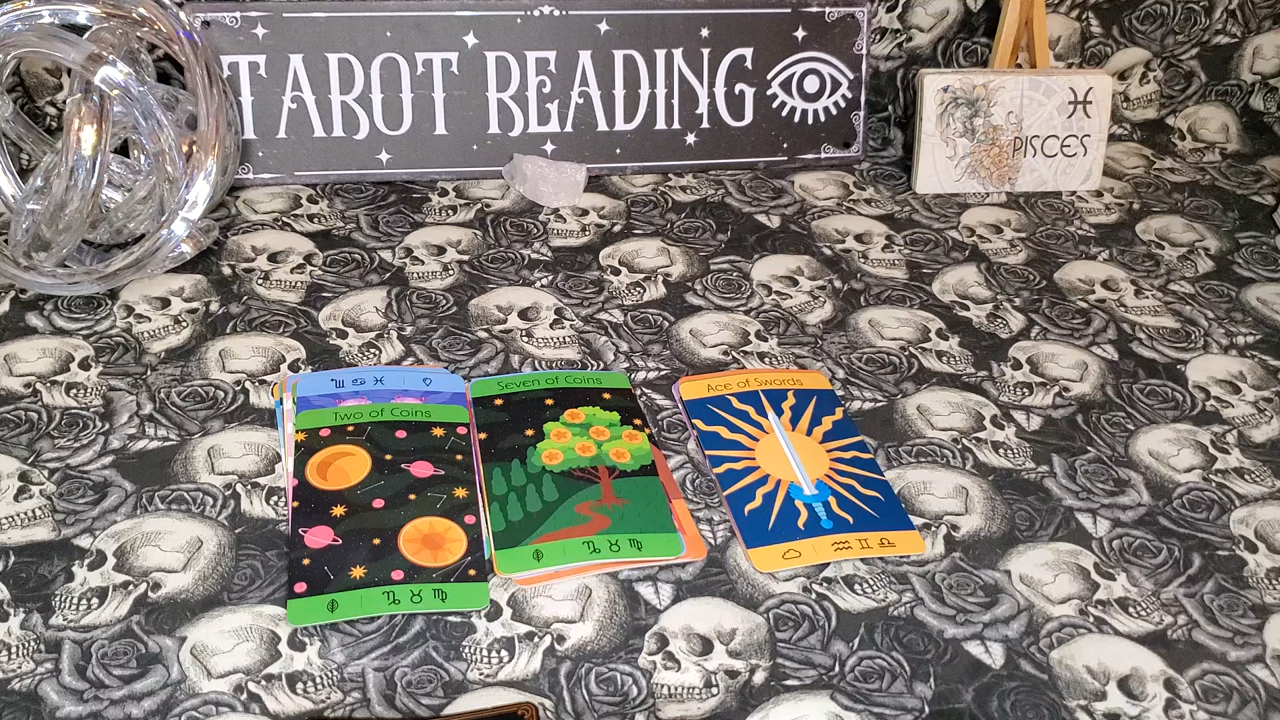 TAROT READING
♓
PISCES
♏ ♋ ♓
Two of Coins
♑ ♉ ♍
Seven of Coins
♑ ♉ ♍
Ace of Swords
♒ ♊ ♎